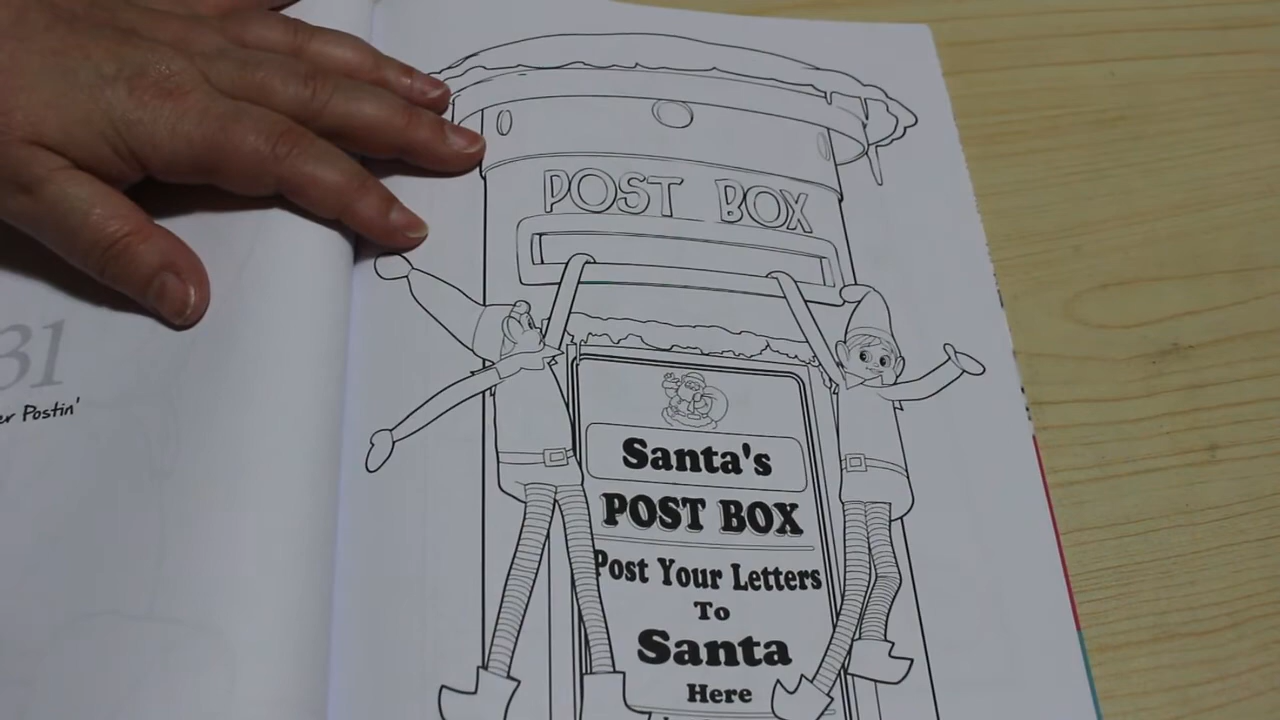 31
Postin'
POST BOX
Santa's
POST BOX
Post Your Letters
To
Santa
Here